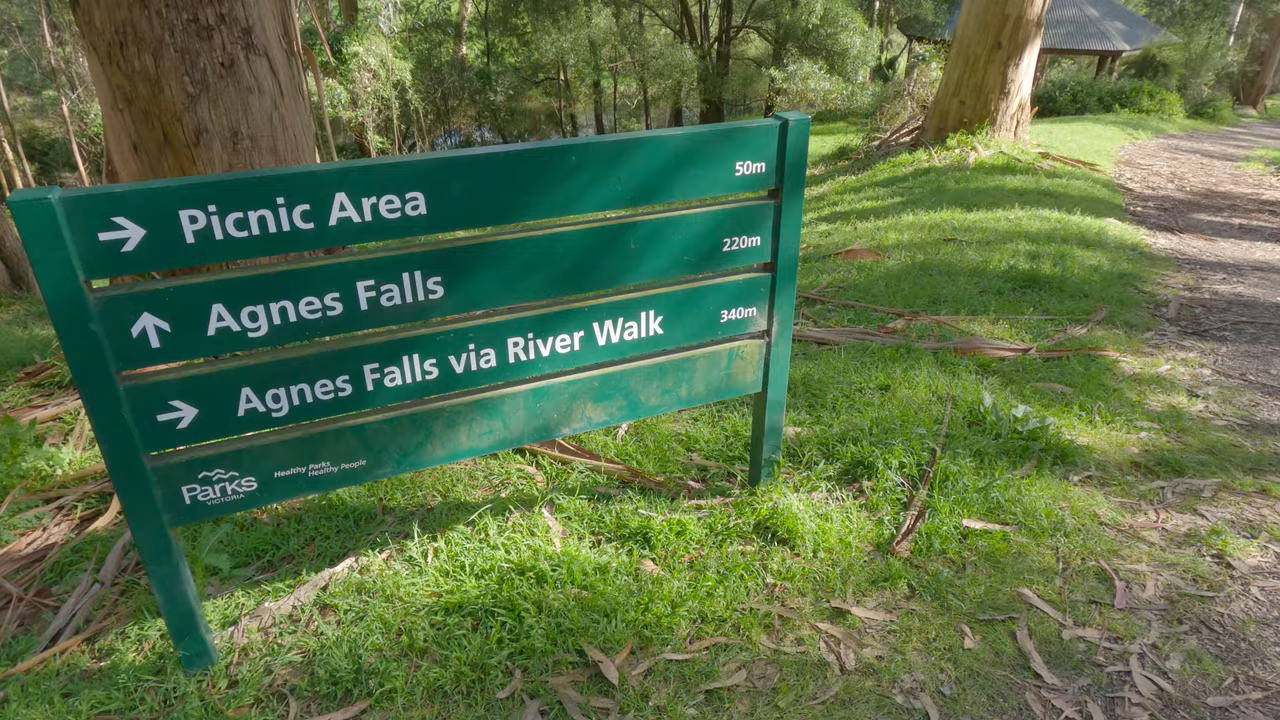 → Picnic Area 50m
↑ Agnes Falls 220m
→ Agnes Falls via River Walk 340m
Parks
VICTORIA
Healthy Parks
Healthy People